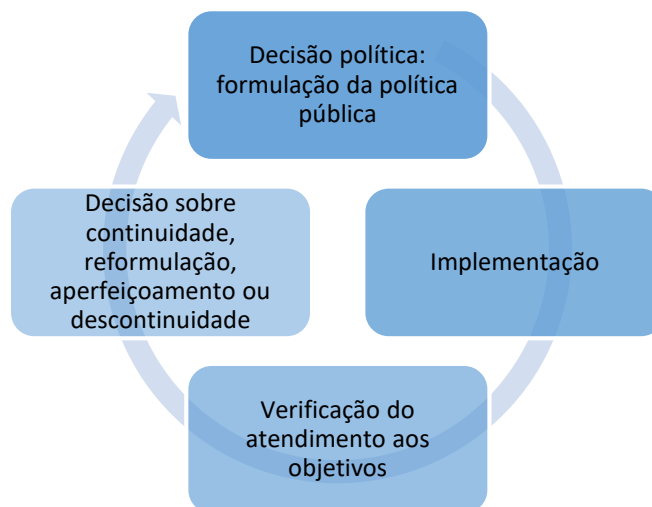 Decisão política:
formulação da política
pública
Implementação
Verificação do
atendimento aos
objetivos
Decisão sobre
continuidade,
reformulação,
aperfeiçoamento ou
descontinuidade